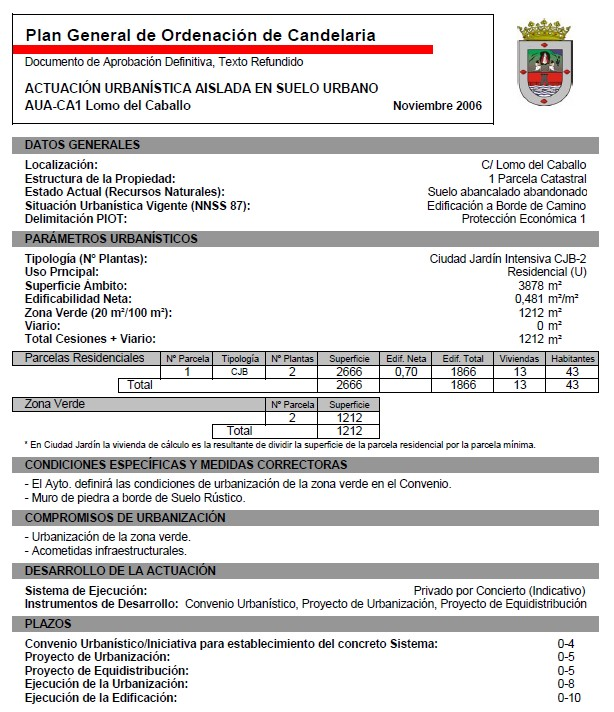 Plan General de Ordenación de Candelaria
Documento de Aprobación Definitiva, Texto Refundido
ACTUACIÓN URBANÍSTICA AISLADA EN SUELO URBANO
AUA-CA1 Lomo del Caballo Noviembre 2006
DATOS GENERALES
Localización: C/ Lomo del Caballo
Estructura de la Propiedad: 1 Parcela Catastral
Estado Actual (Recursos Naturales): Suelo abancalado abandonado
Situación Urbanística Vigente (NNSS 87): Edificación a Borde de Camino
Delimitación PIOT: Protección Económica 1
PARÁMETROS URBANÍSTICOS
Tipología (Nº Plantas): Ciudad Jardín Intensiva CJB-2
Uso Prncipal: Residencial (U)
Superficie Ámbito: 3878 m²
Edificabilidad Neta: 0,481 m²/m²
Zona Verde (20 m²/100 m²): 1212 m²
Viario: 0 m²
Total Cesiones + Viario: 1212 m²
Parcelas Residenciales Nº Parcela Tipología Nº Plantas Superficie Edif. Neta Edif. Total Viviendas Habitantes
1 CJB 2 2666 0,70 1866 13 43
Total 2666 1866 13 43
Zona Verde Nº Parcela Superficie
2 1212
Total 1212
* En Ciudad Jardín la vivienda de cálculo es la resultante de dividir la superficie de la parcela residencial por la parcela mínima.
CONDICIONES ESPECÍFICAS Y MEDIDAS CORRECTORAS
- El Ayto. definirá las condiciones de urbanización de la zona verde en el Convenio.
- Muro de piedra a borde de Suelo Rústico.
COMPROMISOS DE URBANIZACIÓN
- Urbanización de la zona verde.
- Acometidas infraestructurales.
DESARROLLO DE LA ACTUACIÓN
Sistema de Ejecución: Privado por Concierto (Indicativo)
Instrumentos de Desarrollo: Convenio Urbanístico, Proyecto de Urbanización, Proyecto de Equidistribución
PLAZOS
Convenio Urbanístico/Iniciativa para establecimiento del concreto Sistema: 0-4
Proyecto de Urbanización: 0-5
Proyecto de Equidistribución: 0-5
Ejecución de la Urbanización: 0-8
Ejecución de la Edificación: 0-10